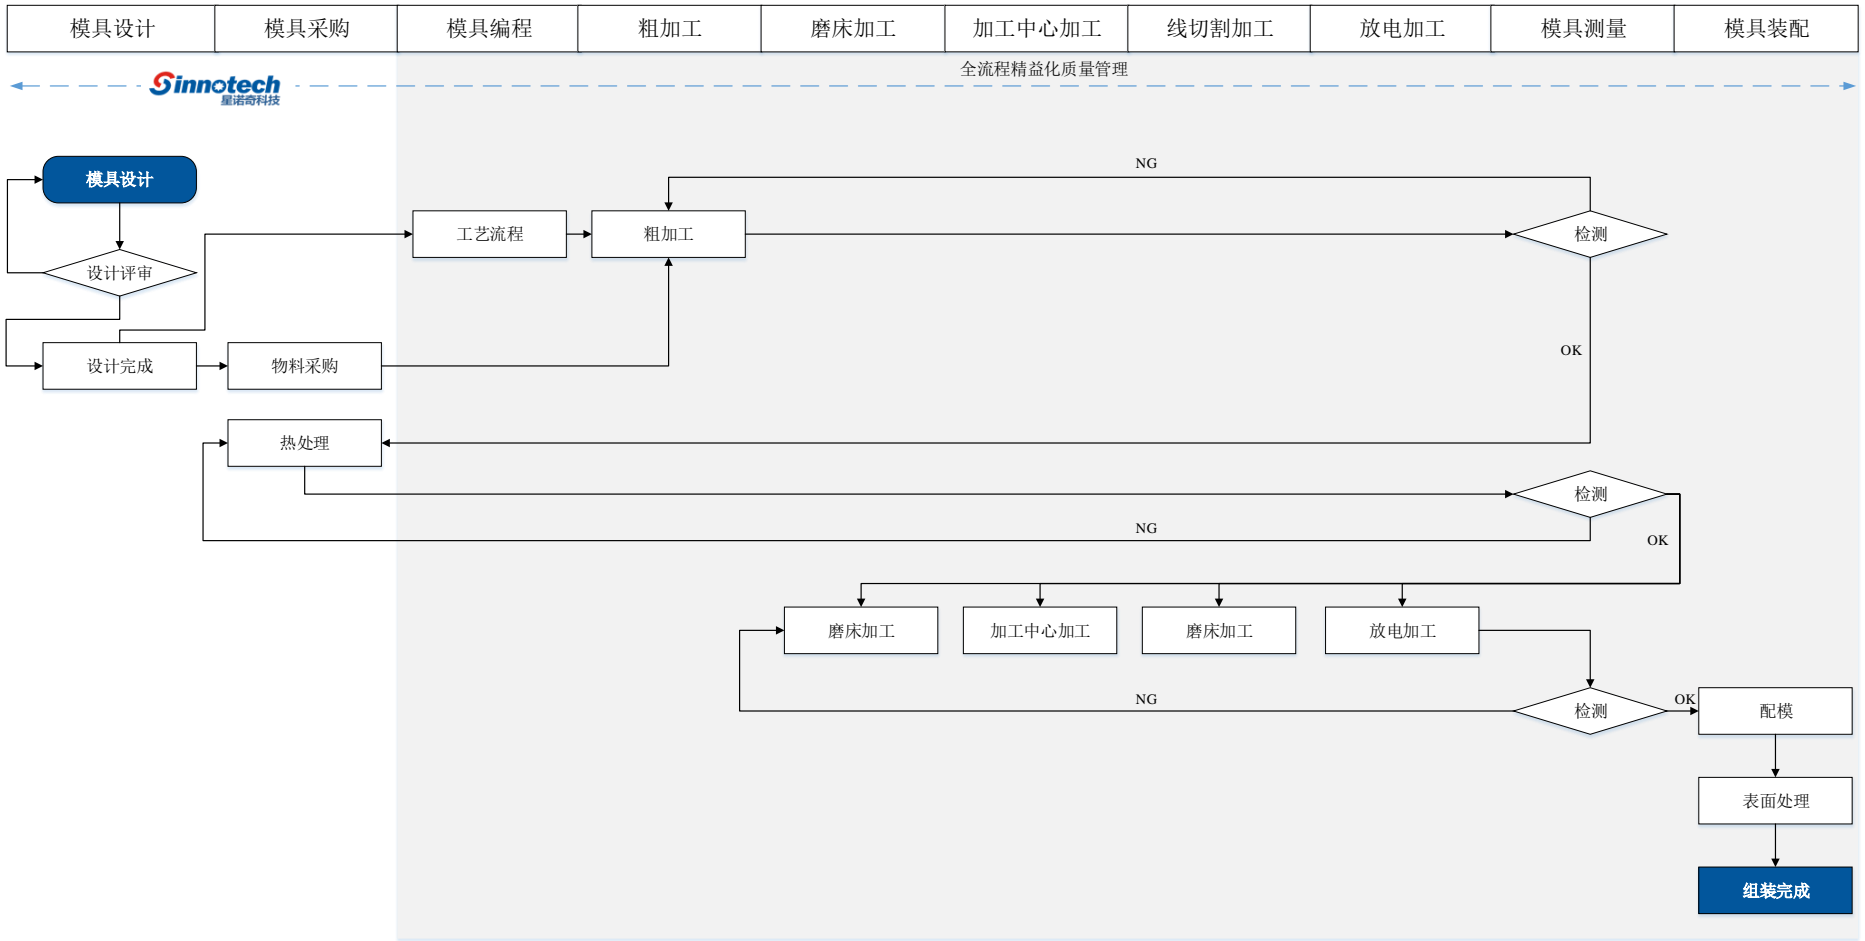 模具设计
模具采购
模具编程
粗加工
磨床加工
加工中心加工
线切割加工
放电加工
模具测量
模具装配
全流程精益化质量管理
Sinnotech
星诺奇科技
模具设计
NG
工艺流程
粗加工
检测
设计评审
OK
设计完成
物料采购
热处理
检测
NG
OK
磨床加工
加工中心加工
磨床加工
放电加工
NG
检测
OK
配模
表面处理
组装完成